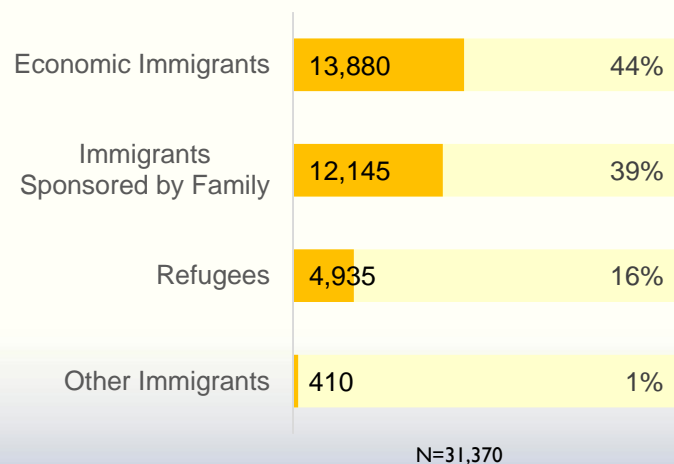 Economic Immigrants 13,880 44%
Immigrants
Sponsored by Family 12,145 39%
Refugees 4,935 16%
Other Immigrants 410 1%
N=31,370